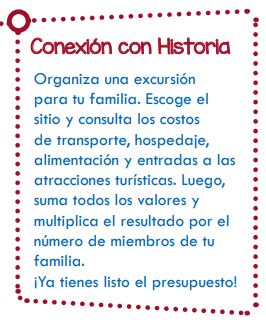 Conexión con Historia
Organiza una excursión
para tu familia. Escoge el
sitio y consulta los costos
de transporte, hospedaje,
alimentación y entradas a las
atracciones turísticas. Luego,
suma todos los valores y
multiplica el resultado por el
número de miembros de tu
familia.
¡Ya tienes listo el presupuesto!